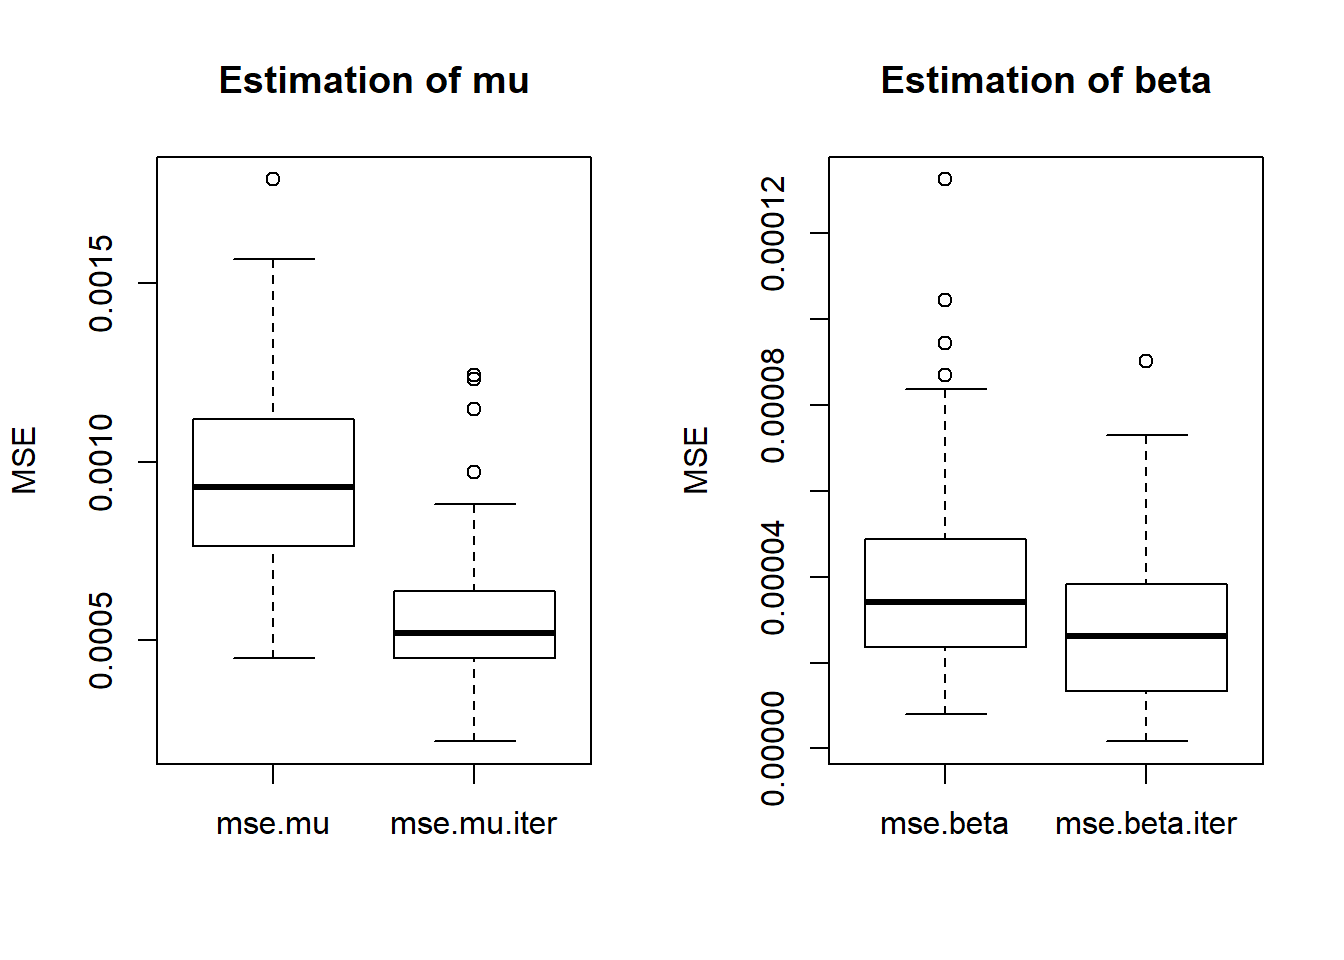 Estimation of mu
MSE
0.0015
0.0010
0.0005
mse.mu
mse.mu.iter
Estimation of beta
MSE
0.00012
0.00008
0.00004
0.00000
mse.beta
mse.beta.iter